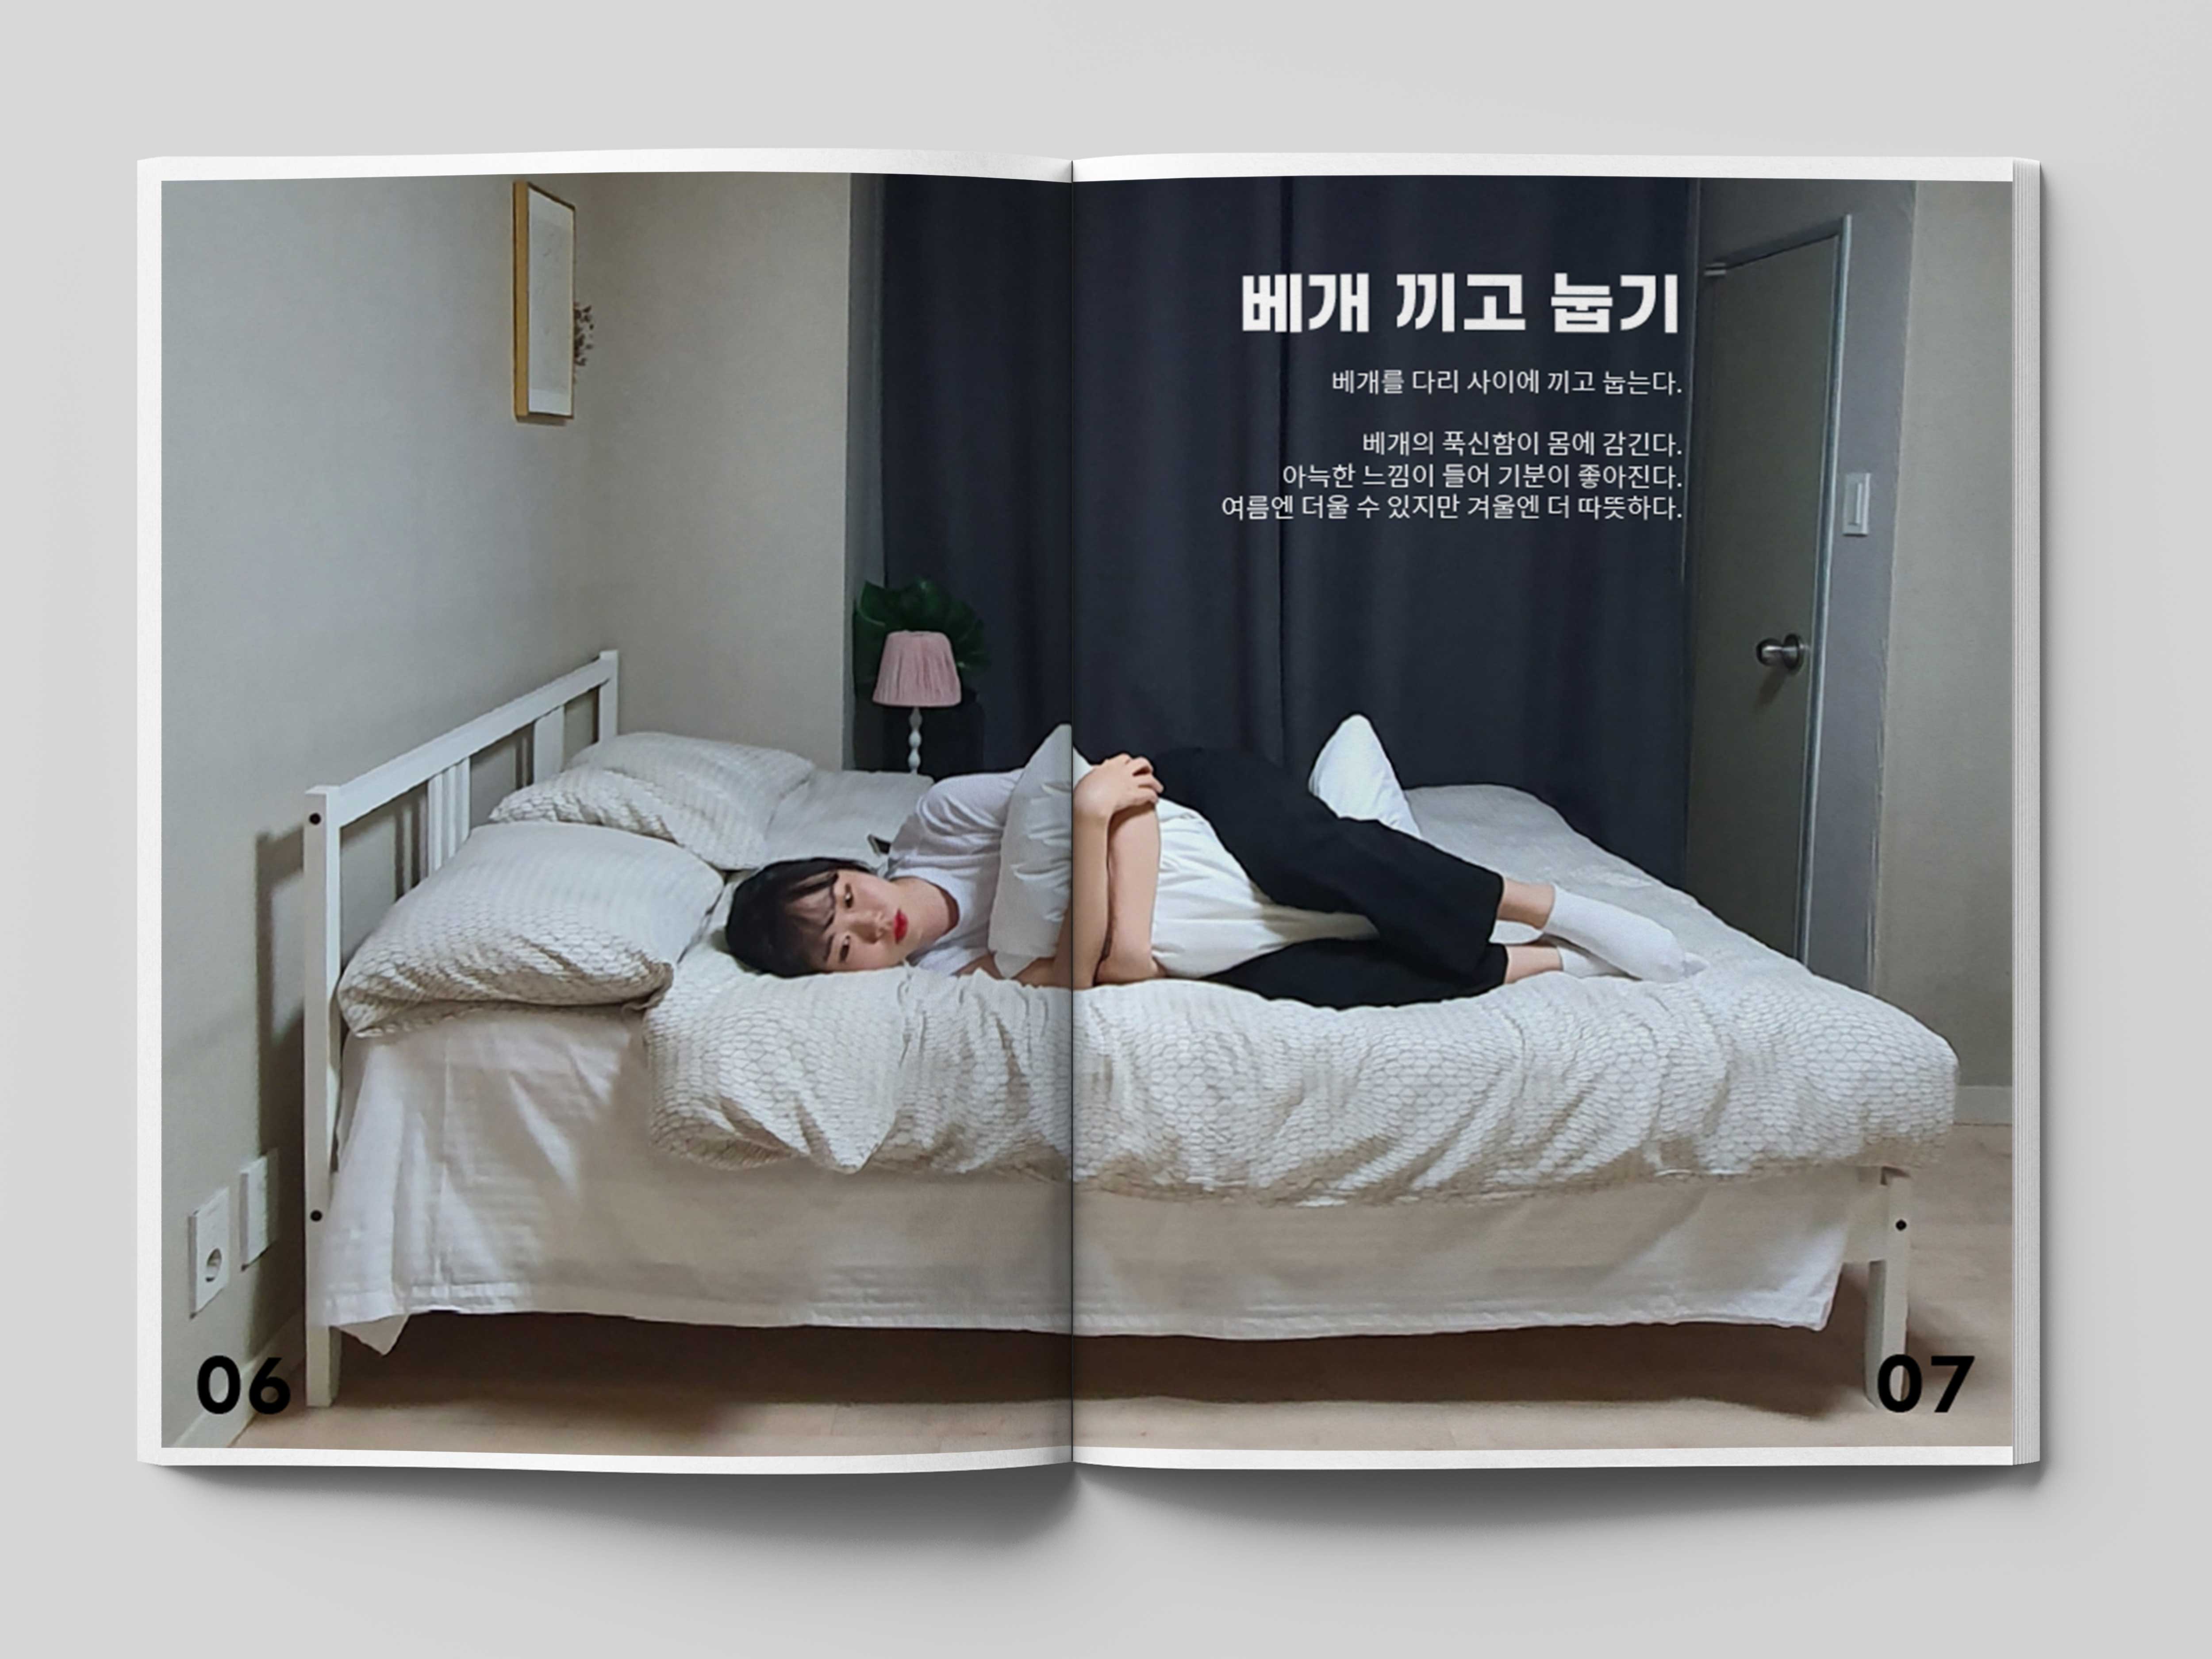 베개 끼고 눕기
베개를 다리 사이에 끼고 눕는다.
베개의 푹신함이 몸에 감긴다.
아늑한 느낌이 들어 기분이 좋아진다.
여름엔 더울 수 있지만 겨울엔 더 따뜻하다.
06
07